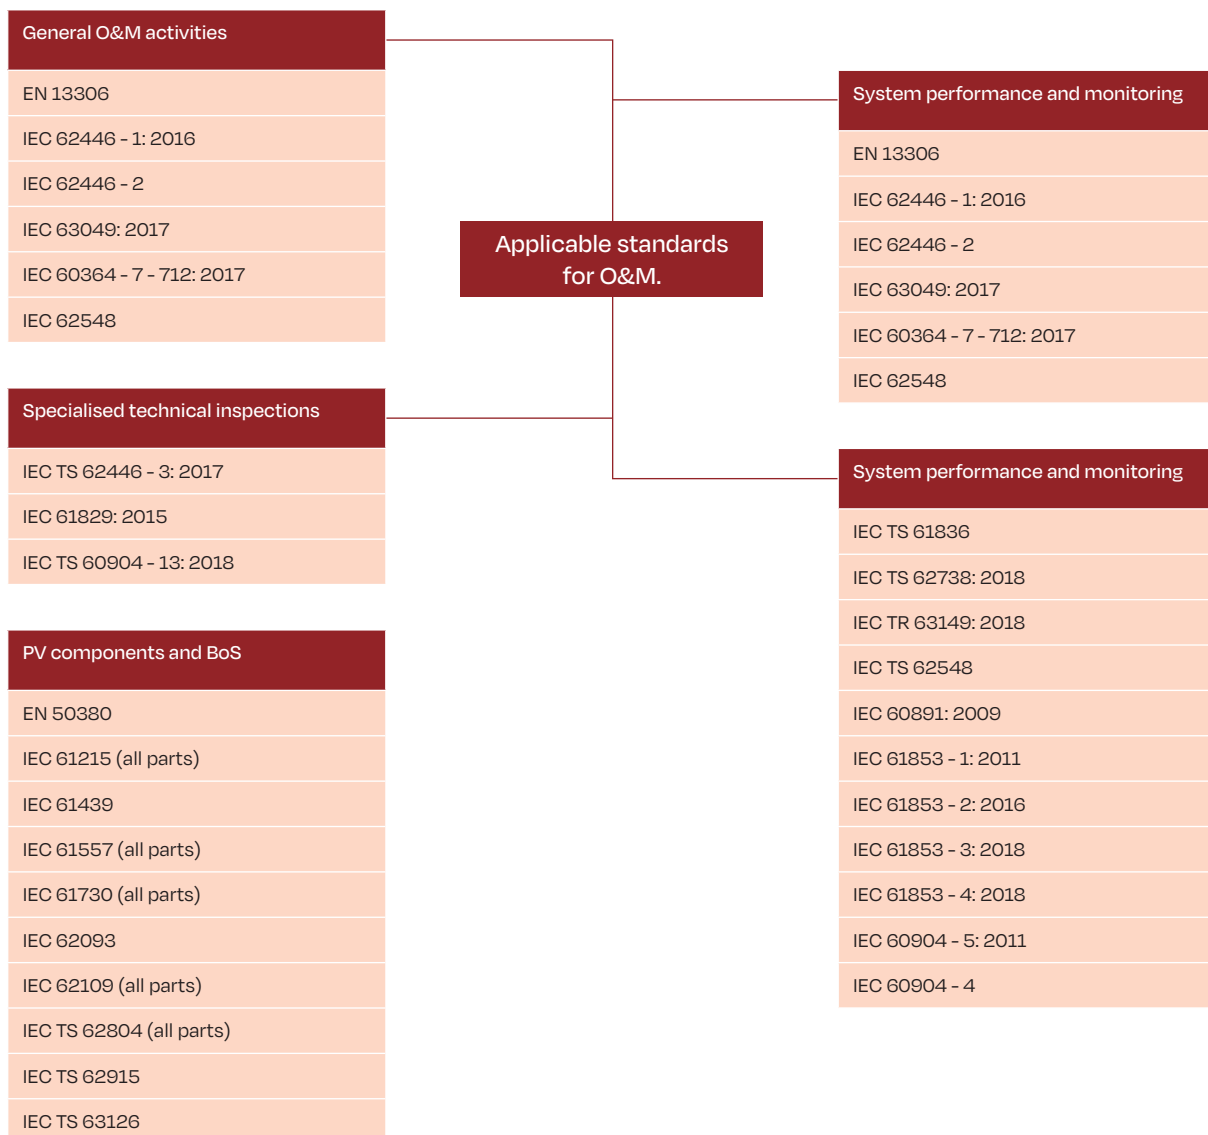 General O&M activities
EN 13306
IEC 62446 - 1: 2016
IEC 62446 - 2
IEC 63049: 2017
IEC 60364 - 7 - 712: 2017
IEC 62548
Specialised technical inspections
IEC TS 62446 - 3: 2017
IEC 61829: 2015
IEC TS 60904 - 13: 2018
PV components and BoS
EN 50380
IEC 61215 (all parts)
IEC 61439
IEC 61557 (all parts)
IEC 61730 (all parts)
IEC 62093
IEC 62109 (all parts)
IEC TS 62804 (all parts)
IEC TS 62915
IEC TS 63126
Applicable standards
for O&M.
System performance and monitoring
EN 13306
IEC 62446 - 1: 2016
IEC 62446 - 2
IEC 63049: 2017
IEC 60364 - 7 - 712: 2017
IEC 62548
System performance and monitoring
IEC TS 61836
IEC TS 62738: 2018
IEC TR 63149: 2018
IEC TS 62548
IEC 60891: 2009
IEC 61853 - 1: 2011
IEC 61853 - 2: 2016
IEC 61853 - 3: 2018
IEC 61853 - 4: 2018
IEC 60904 - 5: 2011
IEC 60904 - 4